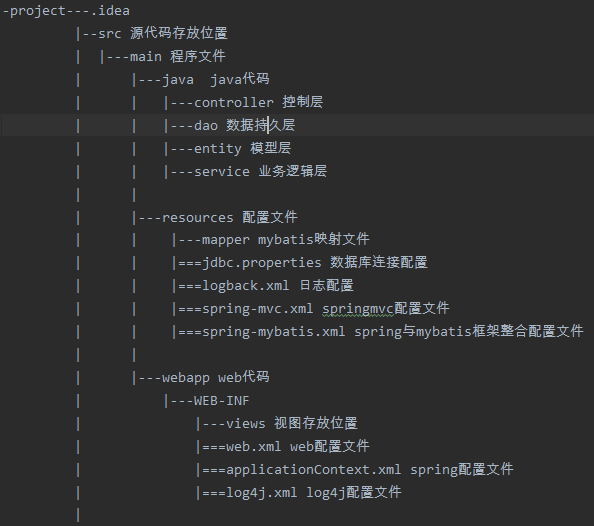 -project---.idea
         |--src 源代码存放位置
         |  |---main 程序文件
         |      |---java  java代码
         |      |   |---controller 控制层
         |      |   |---dao 数据持久层
         |      |   |---entity 模型层
         |      |   |---service 业务逻辑层
         |      |
         |      |---resources 配置文件
         |      |    |---mapper mybatis映射文件
         |      |    |===jdbc.properties 数据库连接配置
         |      |    |===logback.xml 日志配置
         |      |    |===spring-mvc.xml springmvc配置文件
         |      |    |===spring-mybatis.xml spring与mybatis框架整合配置文件
         |      |
         |      |---webapp web代码
         |          |---WEB-INF
         |              |---views 视图存放位置
         |              |===web.xml web配置文件
         |              |===applicationContext.xml spring配置文件
         |              |===log4j.xml log4j配置文件
         |